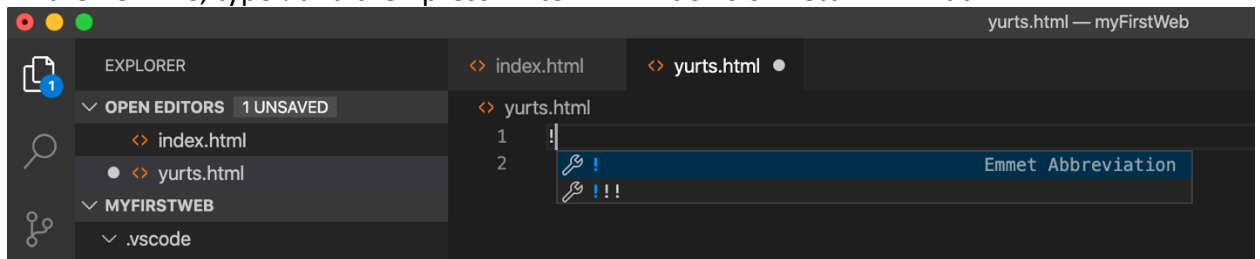 yurts.html — myFirstWeb
1
EXPLORER
index.html
yurts.html
OPEN EDITORS 1 UNSAVED
yurts.html
index.html
1 !
yurts.html
2
! Emmet Abbreviation
!!!
MYFIRSTWEB
.vscode